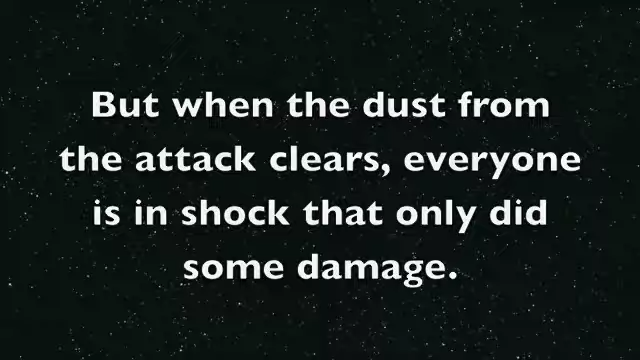 But when the dust from
the attack clears, everyone
is in shock that only did
some damage.